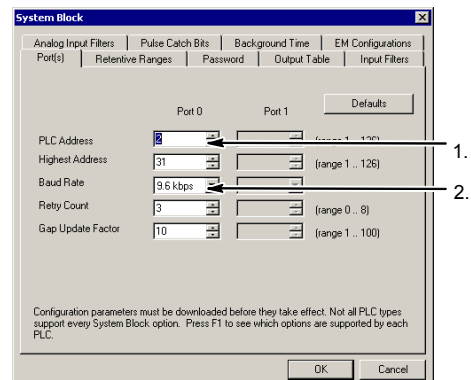 System Block
Analog Input Filters Pulse Catch Bits Background Time EM Configurations
Port(s) Retentive Ranges Password Output Table Input Filters
Defaults
Port 0 Port 1
PLC Address 2 (range 1 .. 126) 1.
Highest Address 31 (range 1 .. 126)
Baud Rate 9.6 kbps 2.
Retry Count 3 (range 0 .. 8)
Gap Update Factor 10 (range 1 .. 100)
Configuration parameters must be downloaded before they take effect. Not all PLC types
support every System Block option. Press F1 to see which options are supported by each
PLC.
OK Cancel